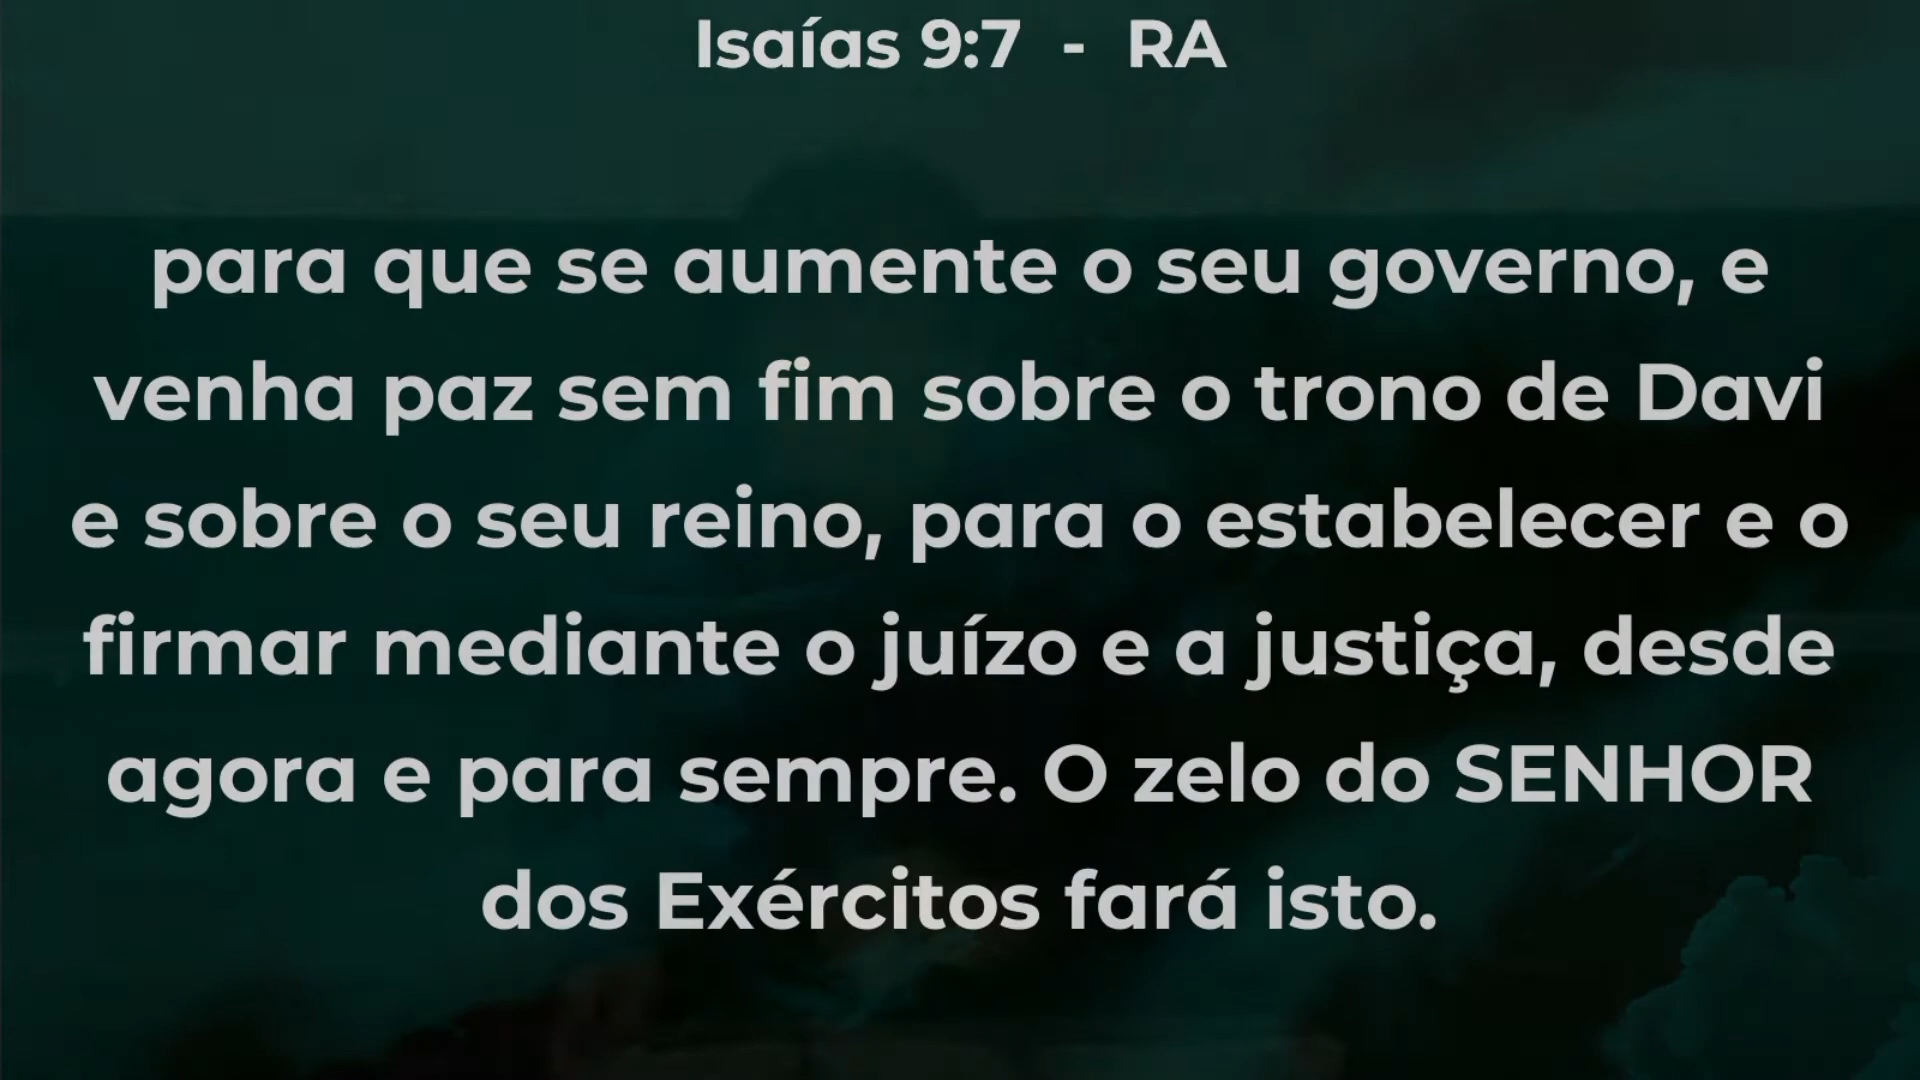 Isaías 9:7 - RA
para que se aumente o seu governo, e
venha paz sem fim sobre o trono de Davi
e sobre o seu reino, para o estabelecer e o
firmar mediante o juízo e a justiça, desde
agora e para sempre. O zelo do SENHOR
dos Exércitos fará isto.